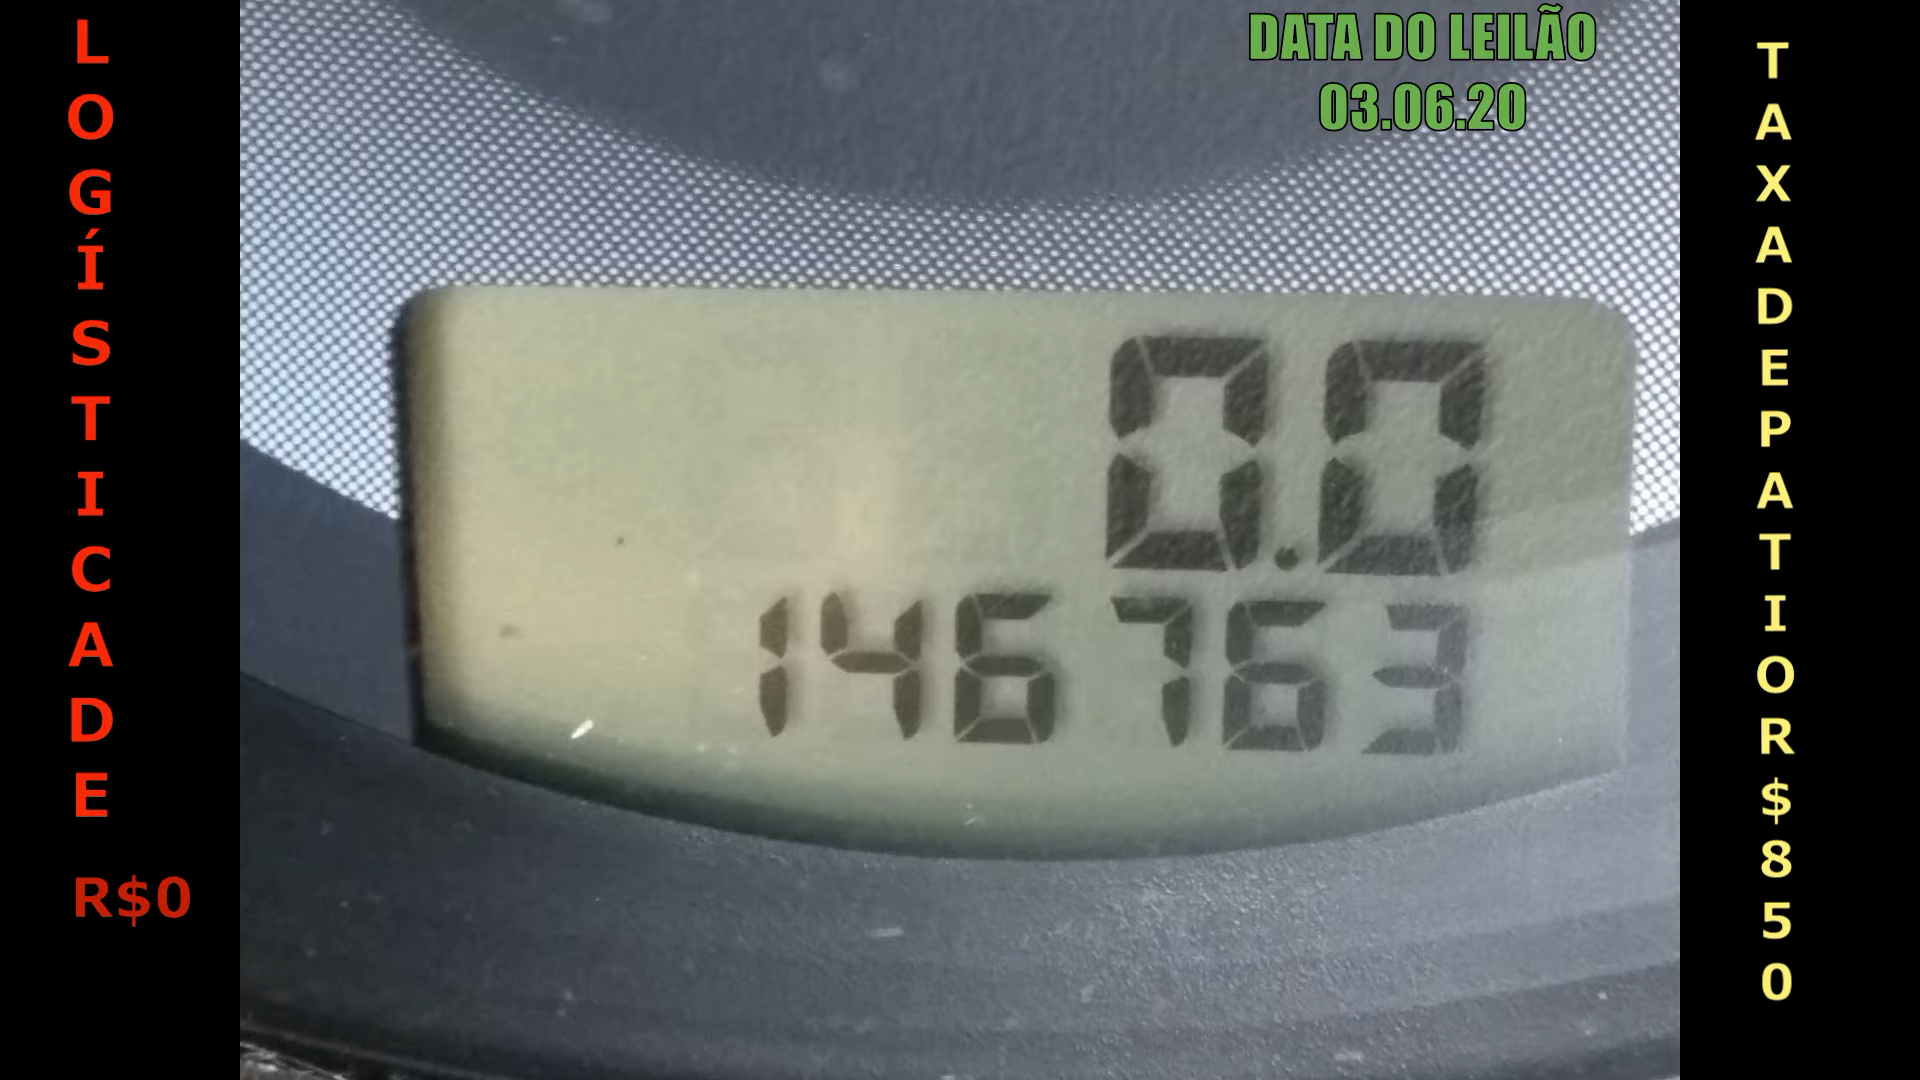 LOGÍSTICA DE
R$0
DATA DO LEILÃO
03.06.20
0.0
146763
TAXA DE PATIO R$850